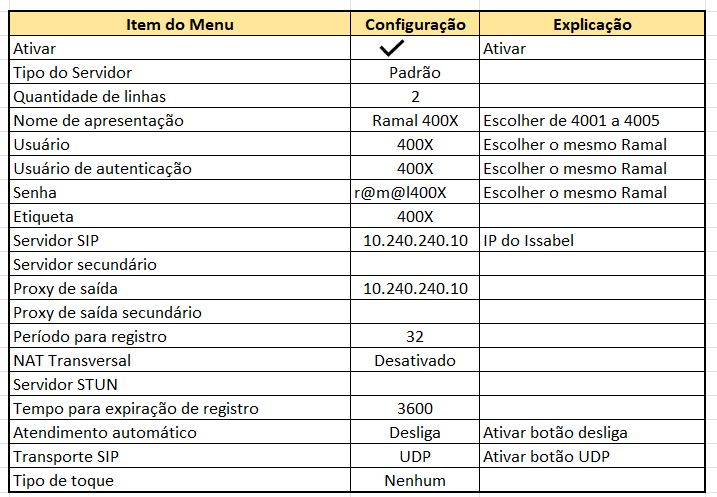 Item do Menu Configuração Explicação
Ativar ✓ Ativar
Tipo do Servidor Padrão
Quantidade de linhas 2
Nome de apresentação Ramal 400X Escolher de 4001 a 4005
Usuário 400X Escolher o mesmo Ramal
Usuário de autenticação 400X Escolher o mesmo Ramal
Senha r@m@l400X Escolher o mesmo Ramal
Etiqueta 400X
Servidor SIP 10.240.240.10 IP do Issabel
Servidor secundário
Proxy de saída 10.240.240.10
Proxy de saída secundário
Período para registro 32
NAT Transversal Desativado
Servidor STUN
Tempo para expiração de registro 3600
Atendimento automático Desliga Ativar botão desliga
Transporte SIP UDP Ativar botão UDP
Tipo de toque Nenhum